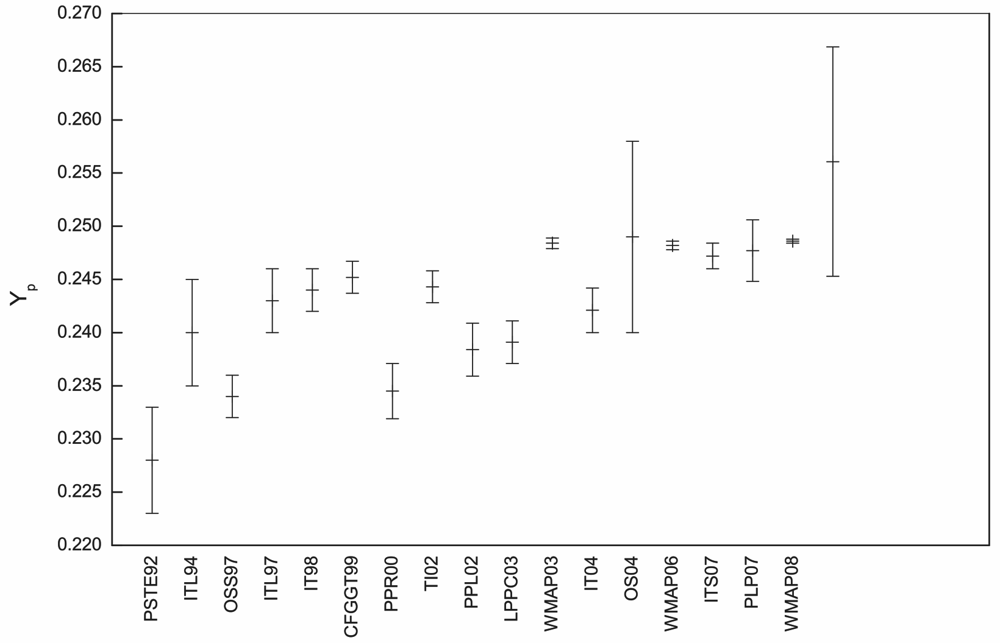 0.270
0.265
0.260
0.255
0.250
0.245
0.240
0.235
0.230
0.225
0.220
Yp
PSTE92
ITL94
OSS97
ITL97
IT98
CFGGT99
PPR00
TI02
PPL02
LPPC03
WMAP03
IT04
OS04
WMAP06
ITS07
PLP07
WMAP08